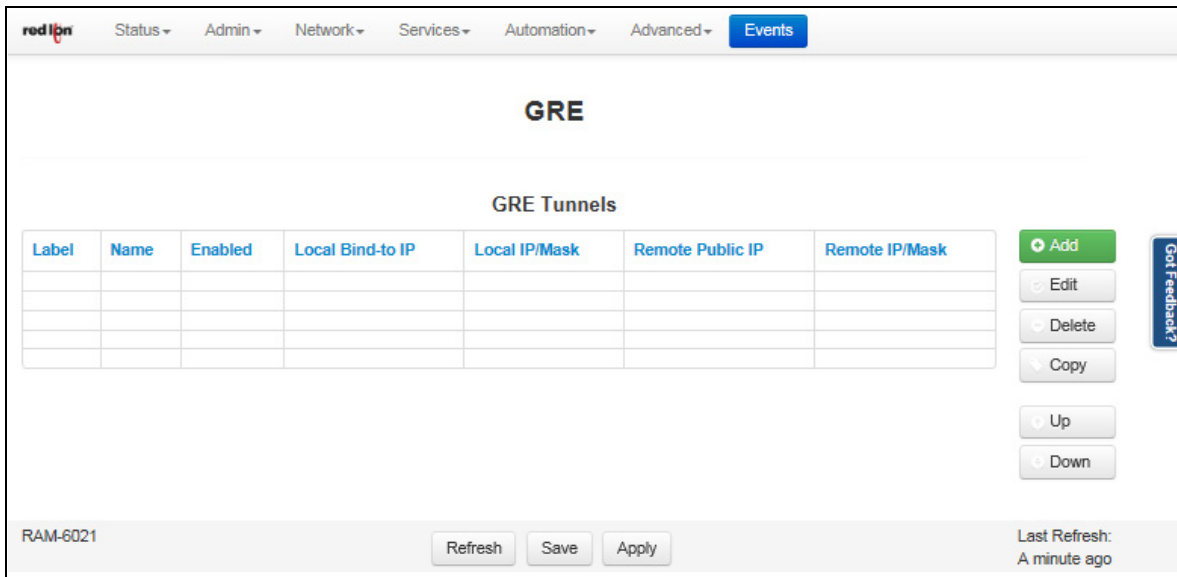 red lion Status Admin Network Services Automation Advanced Events
GRE
GRE Tunnels
Label Name Enabled Local Bind-to IP Local IP/Mask Remote Public IP Remote IP/Mask
Add
Edit
Delete
Copy
Up
Down
Got Feedback?
RAM-6021 Refresh Save Apply Last Refresh:
A minute ago